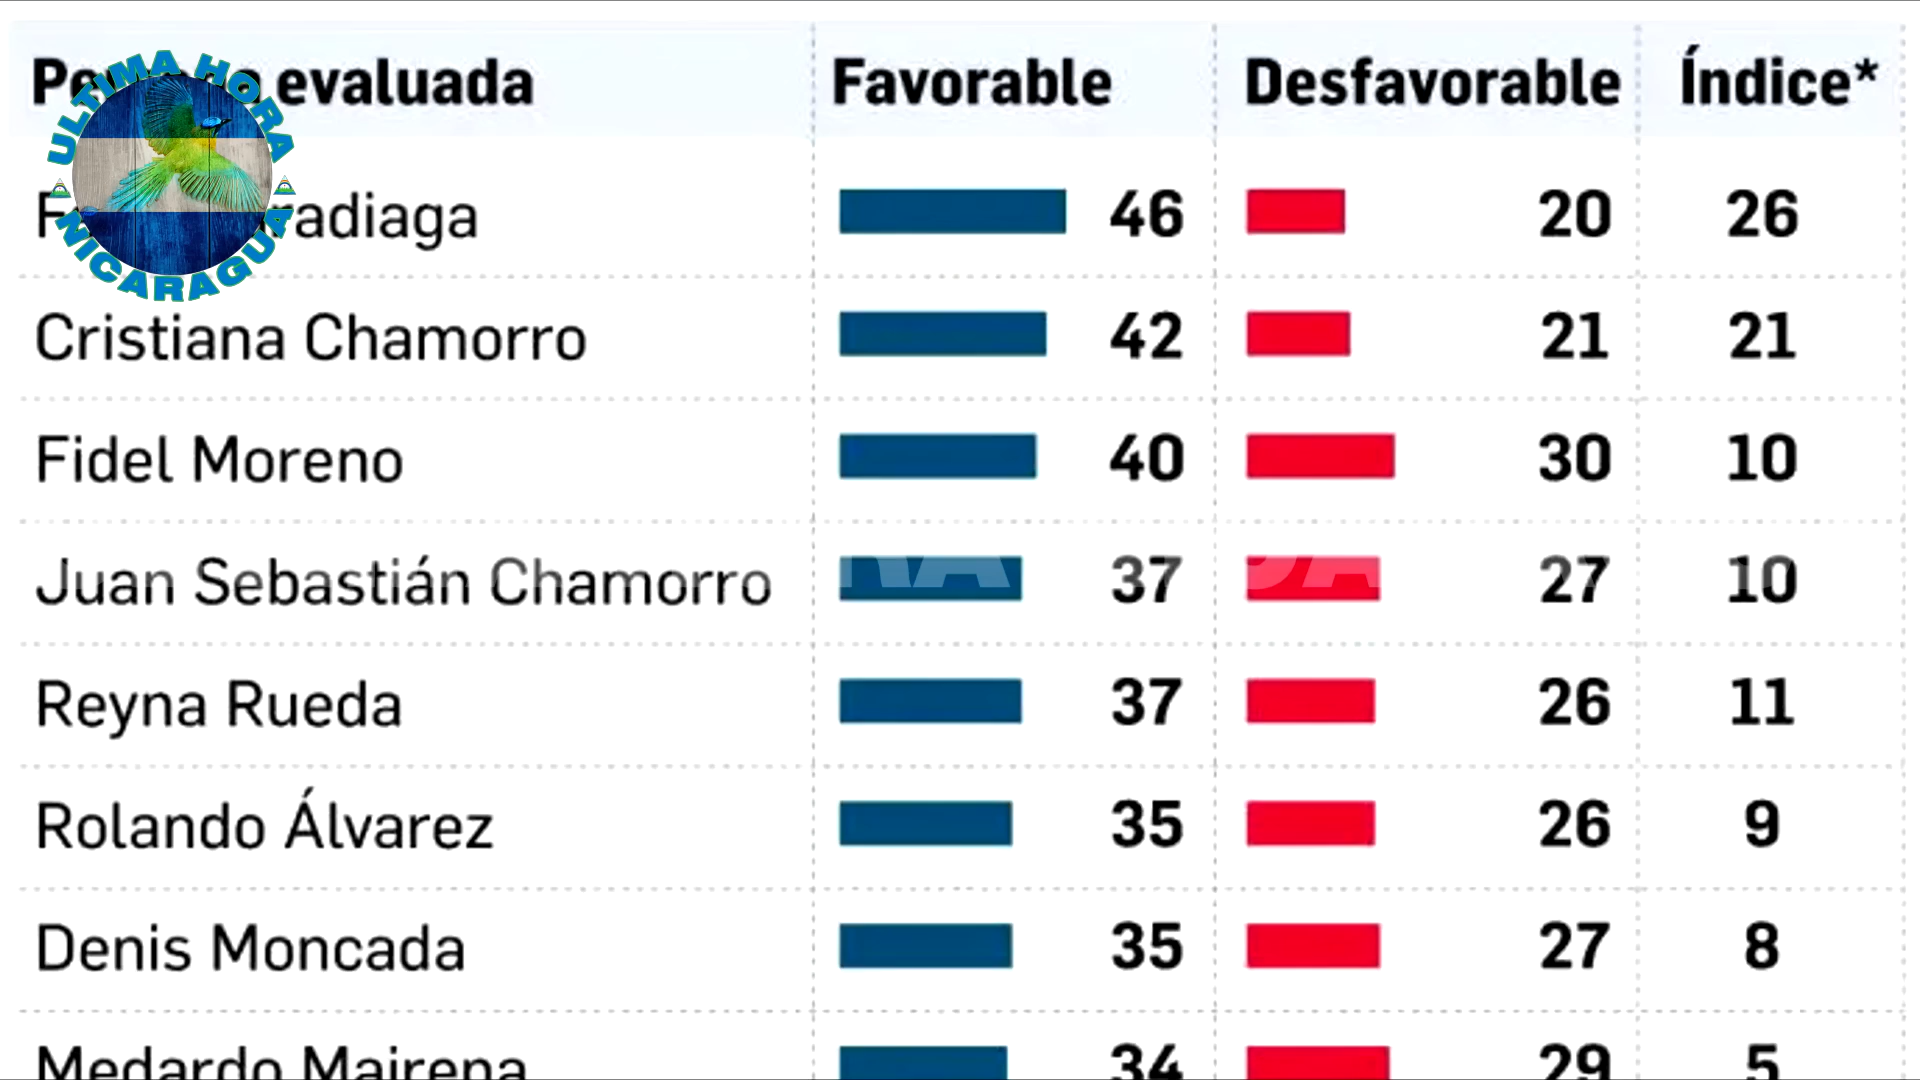 evaluada Favorable Desfavorable Índice*
ULTIMA HORA
NICARAGUA
radiaga 46 20 26
Cristiana Chamorro 42 21 21
Fidel Moreno 40 30 10
Juan Sebastián Chamorro 37 27 10
Reyna Rueda 37 26 11
Rolando Álvarez 35 26 9
Denis Moncada 35 27 8
Medardo Mairena 34 29 5